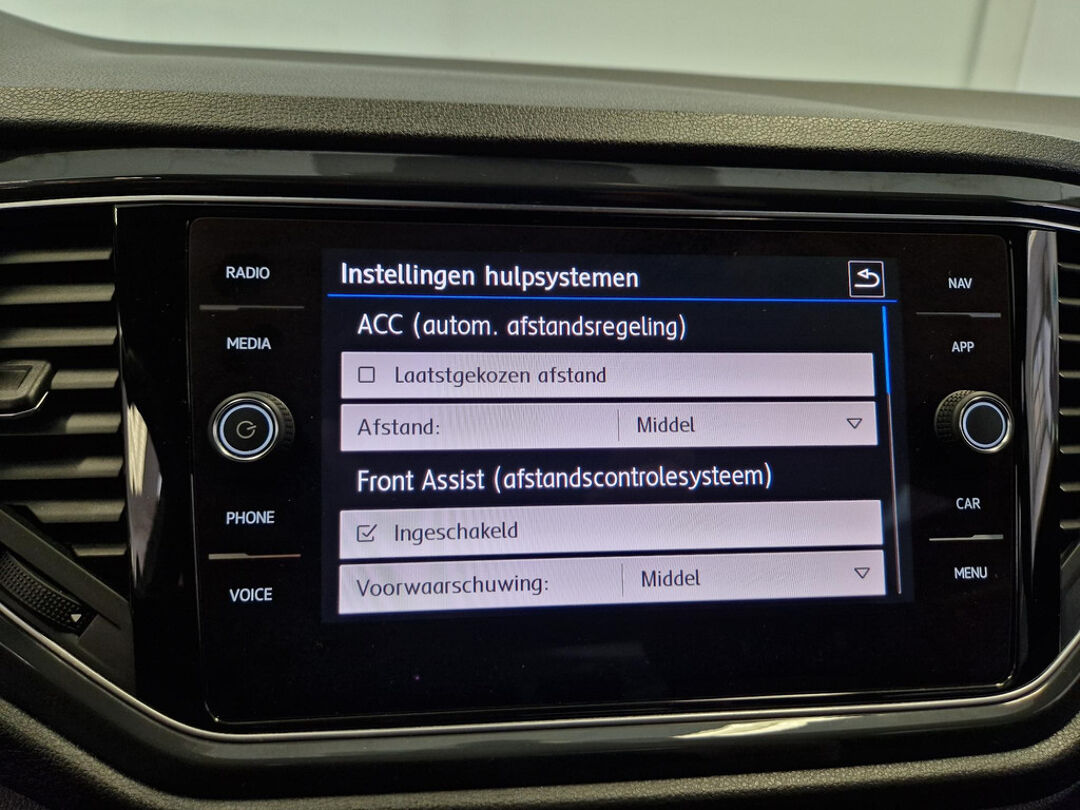 RADIO
MEDIA
PHONE
VOICE
Instellingen hulpsystemen
ACC (autom. afstandsregeling)
Laatstgekozen afstand
Afstand: Middel
Front Assist (afstandscontrolesysteem)
Ingeschakeld
Voorwaarschuwing: Middel
NAV
APP
CAR
MENU